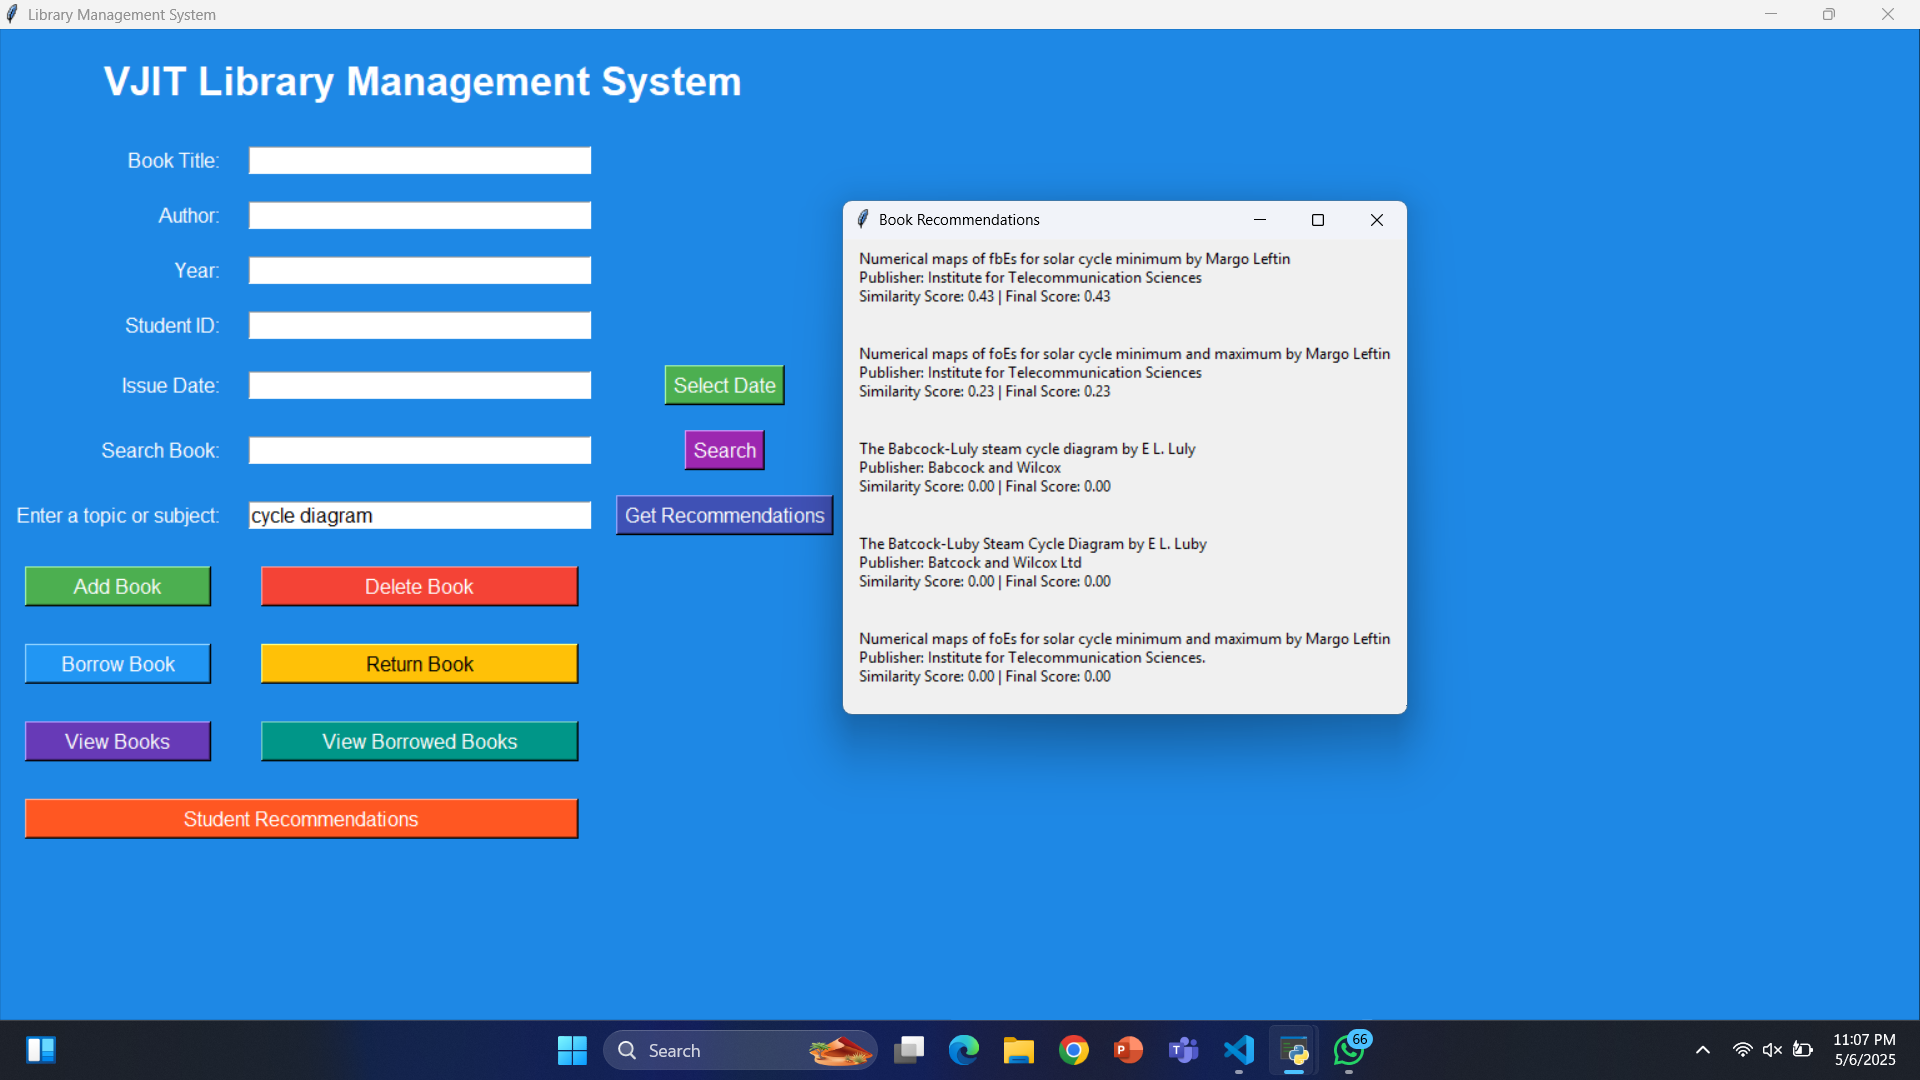 Library Management System
VJIT Library Management System
Book Title:
Author:
Year:
Student ID:
Issue Date:
Select Date
Search Book:
Search
Enter a topic or subject:
cycle diagram
Get Recommendations
Add Book
Delete Book
Borrow Book
Return Book
View Books
View Borrowed Books
Student Recommendations
Book Recommendations
Numerical maps of fbEs for solar cycle minimum by Margo Leftin
Publisher: Institute for Telecommunication Sciences
Similarity Score: 0.43 | Final Score: 0.43
Numerical maps of foEs for solar cycle minimum and maximum by Margo Leftin
Publisher: Institute for Telecommunication Sciences
Similarity Score: 0.23 | Final Score: 0.23
The Babcock-Luly steam cycle diagram by E L. Luly
Publisher: Babcock and Wilcox
Similarity Score: 0.00 | Final Score: 0.00
The Batcock-Luby Steam Cycle Diagram by E L. Luby
Publisher: Batcock and Wilcox Ltd
Similarity Score: 0.00 | Final Score: 0.00
Numerical maps of foEs for solar cycle minimum and maximum by Margo Leftin
Publisher: Institute for Telecommunication Sciences.
Similarity Score: 0.00 | Final Score: 0.00
Search
66
11:07 PM
5/6/2025